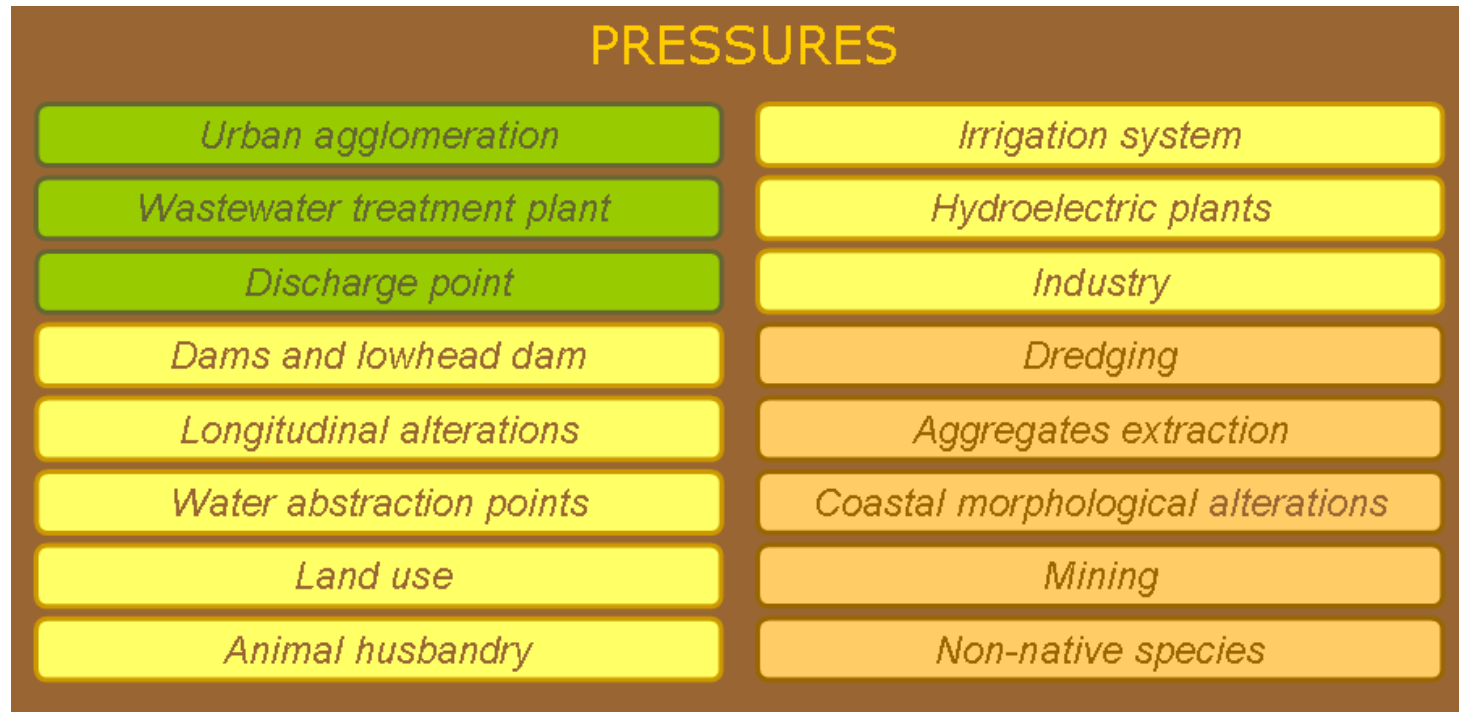 PRESSURES
Urban agglomeration
Wastewater treatment plant
Discharge point
Dams and lowhead dam
Longitudinal alterations
Water abstraction points
Land use
Animal husbandry
Irrigation system
Hydroelectric plants
Industry
Dredging
Aggregates extraction
Coastal morphological alterations
Mining
Non-native species